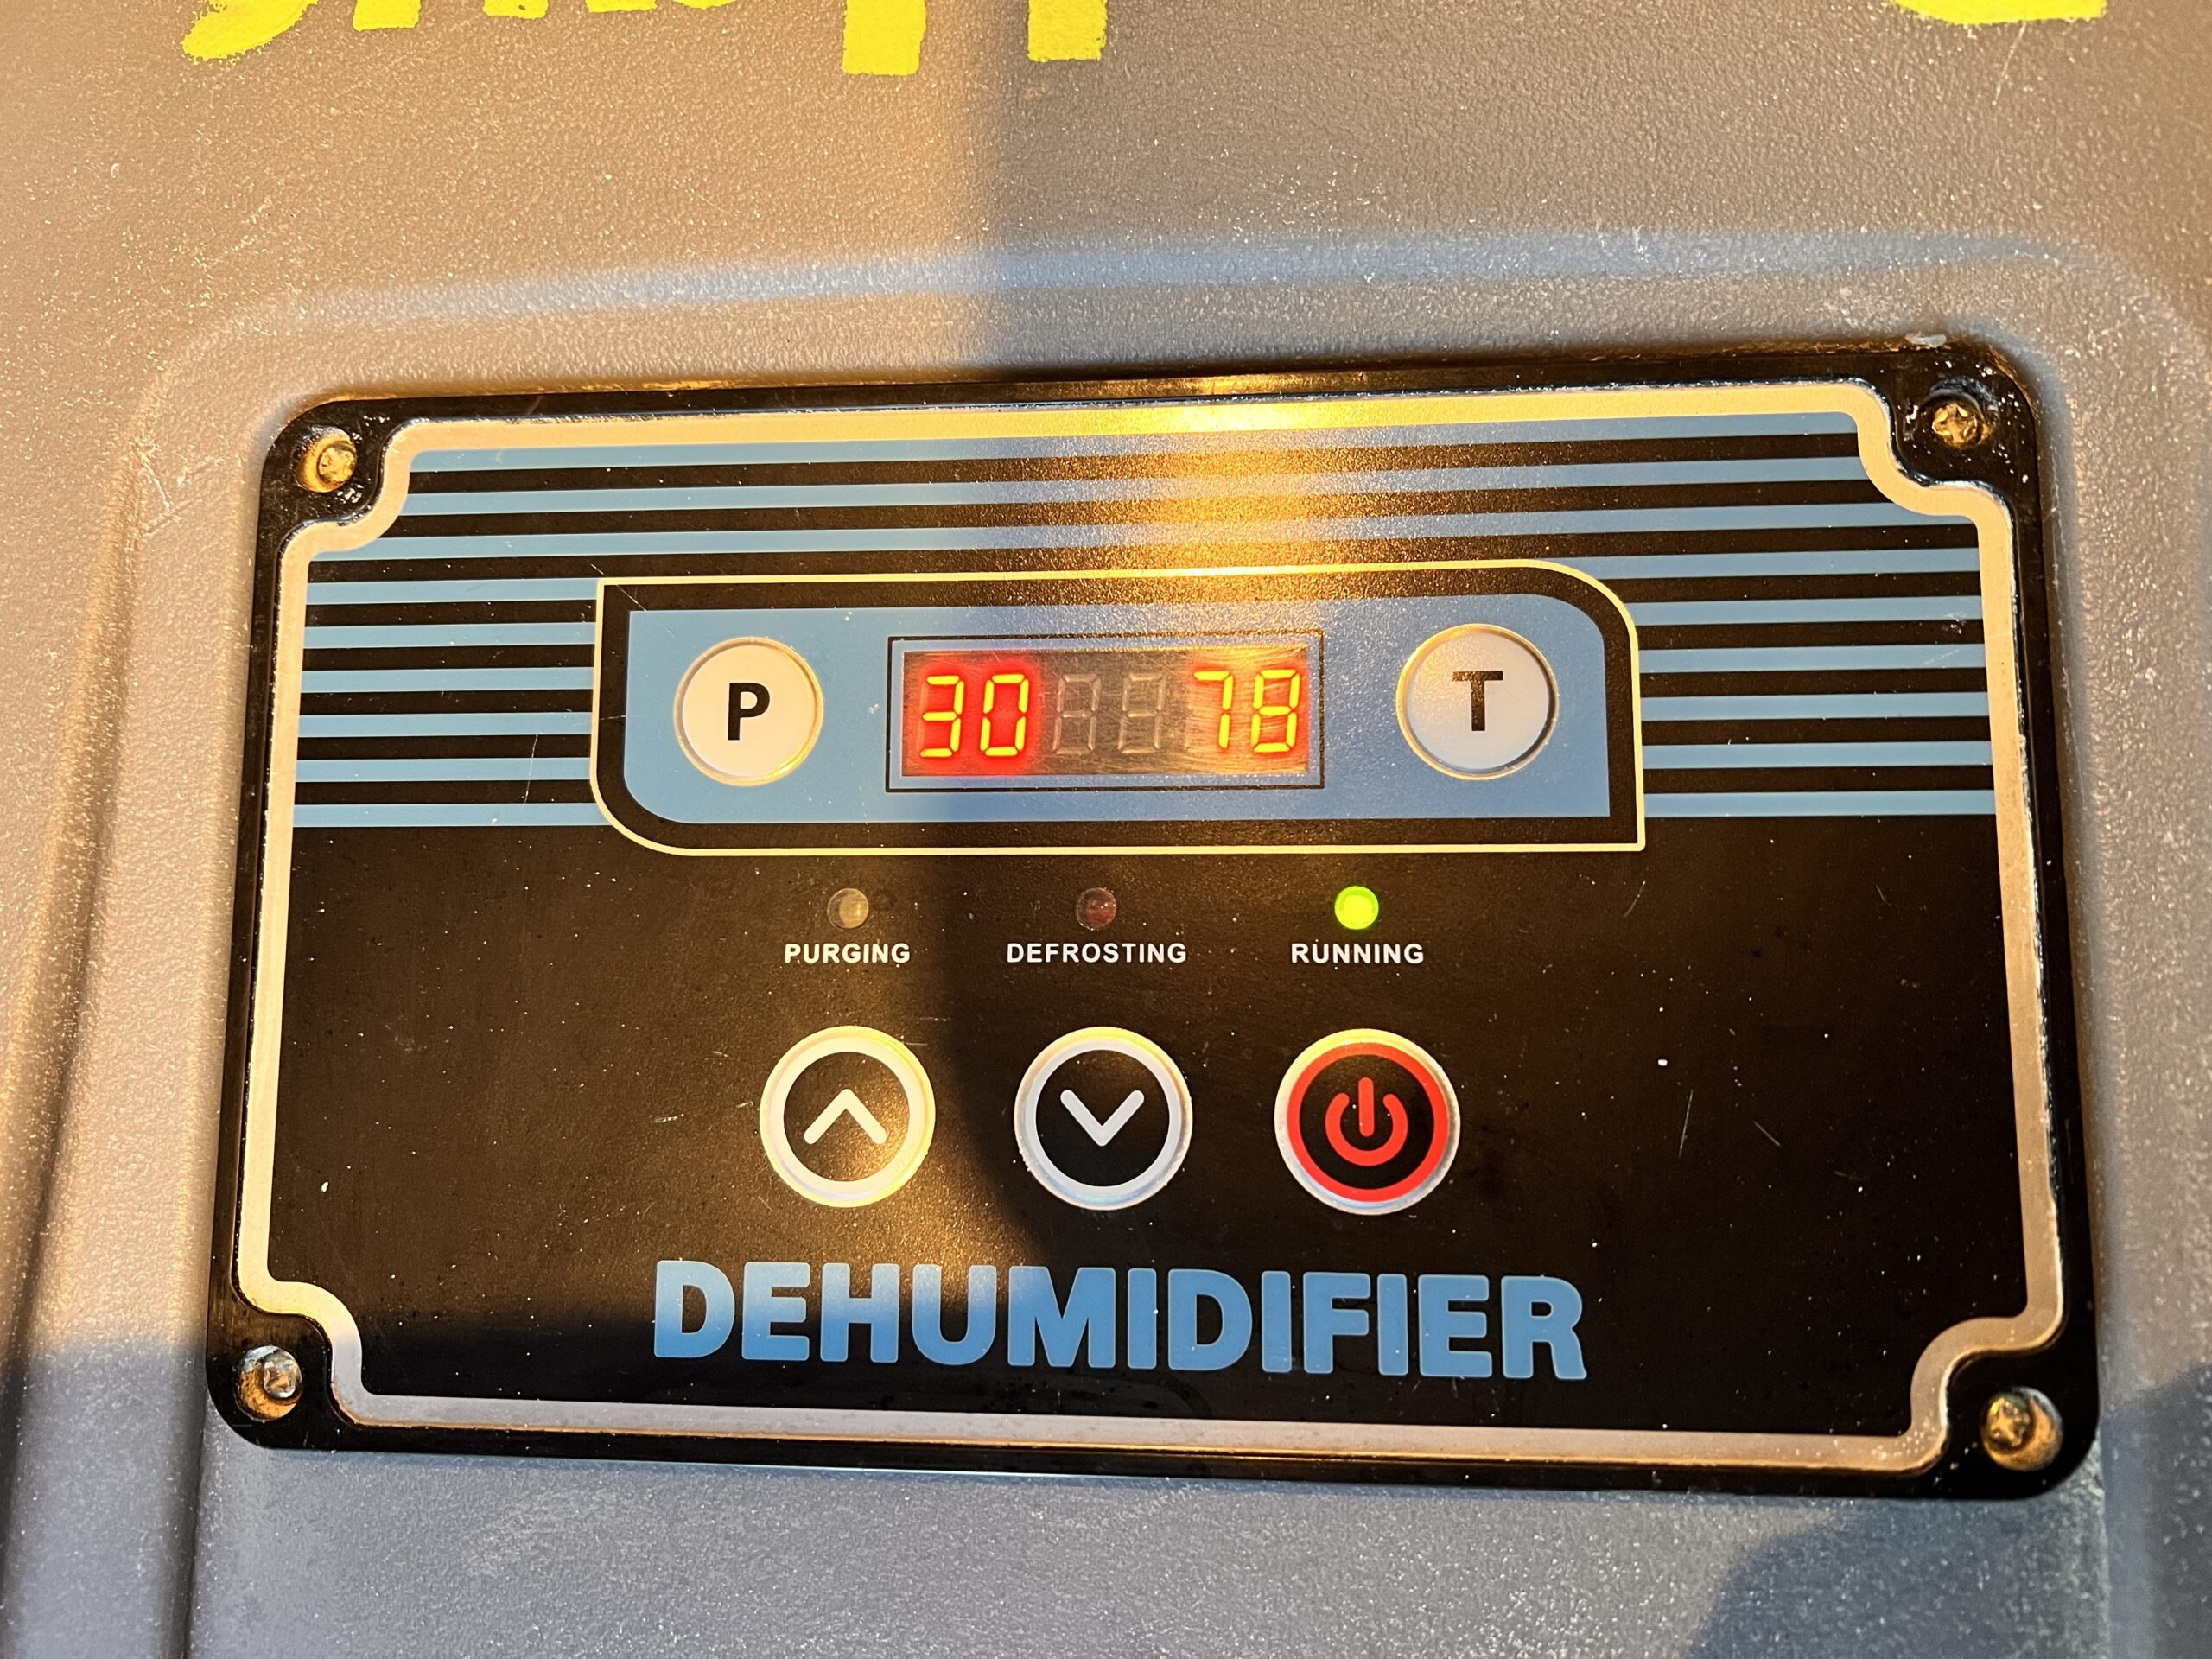 P 30 78 T
PURGING DEFROSTING RUNNING
DEHUMIDIFIER